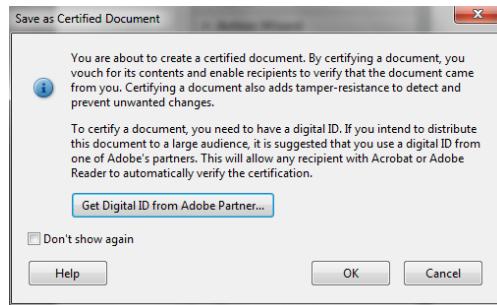 Save as Certified Document
You are about to create a certified document. By certifying a document, you
vouch for its contents and enable recipients to verify that the document came
from you. Certifying a document also adds tamper-resistance to detect and
prevent unwanted changes.
To certify a document, you need to have a digital ID. If you intend to distribute
this document to a large audience, it is suggested that you use a digital ID from
one of Adobe's partners. This will allow any recipient with Acrobat or Adobe
Reader to automatically verify the certification.
Get Digital ID from Adobe Partner...
Don't show again
Help OK Cancel